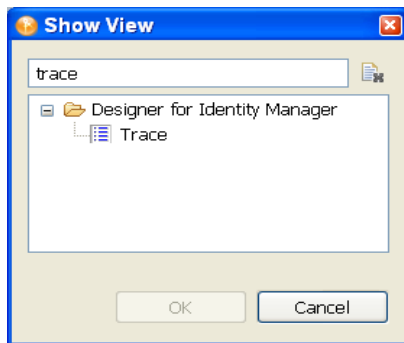 Show View
trace
Designer for Identity Manager
Trace
OK
Cancel